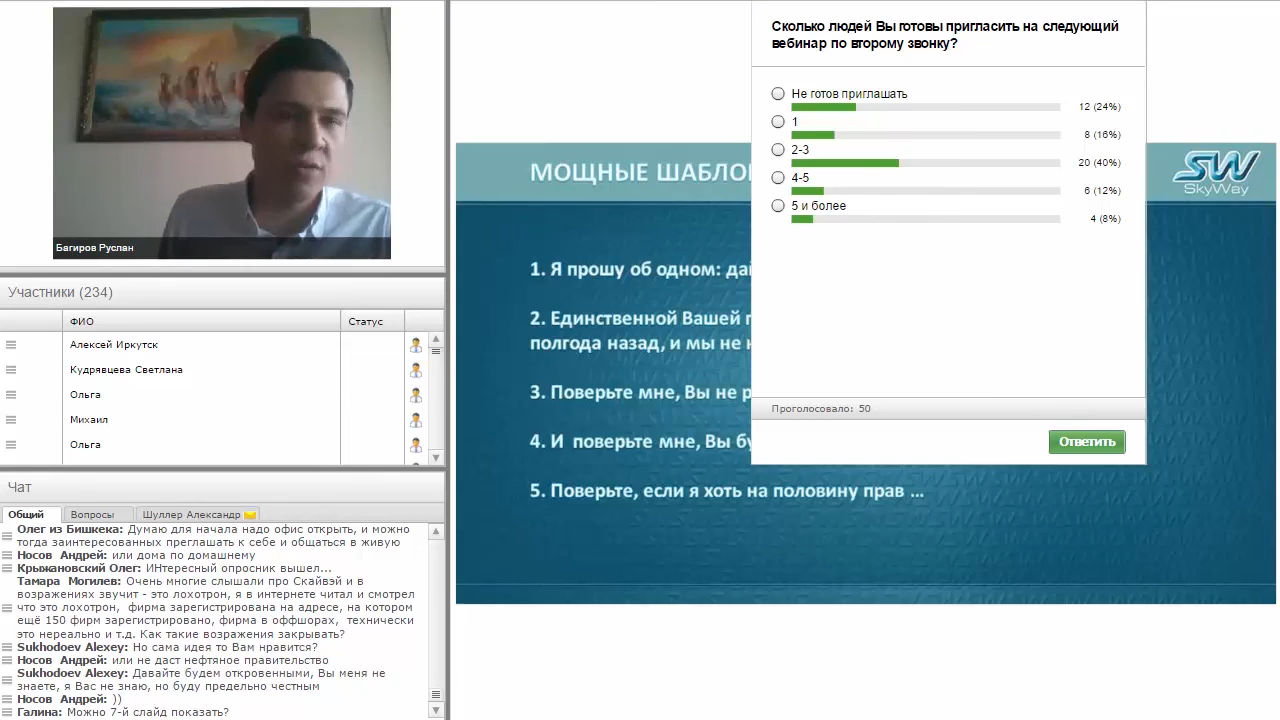 Багиров Руслан
Участники (234)
ФИО
Статус
Алексей Иркутск
Кудрявцева Светлана
Ольга
Михаил
Ольга
Чат
Общий
Вопросы
Шуллер Александр
Олег из Бишкека: Думаю для начала надо офис открыть, и можно
тогда заинтересованных преглашать к себе и общаться в живую
Носов Андрей: или дома по домашнему
Крыжановский Олег: ИНтересный опросник вышел...
Тамара Могилев: Очень многие слышали про Скайвэй и в
возражениях звучит - это лохотрон, я в интернете читал и смотрел
что это лохотрон, фирма зарегистрирована на адресе, на котором
ещё 150 фирм зарегистрировано, фирма в оффшорах, технически
это нереально и т.д. Как такие возражения закрывать?
Sukhodoev Alexey: Но сама идея то Вам нравится?
Носов Андрей: или не даст нефтяное правительство
Sukhodoev Alexey: Давайте будем откровенными, Вы меня не
знаете, я Вас не знаю, но буду предельно честным
Носов Андрей: ))
Галина: Можно 7-й слайд показать?
Сколько людей Вы готовы пригласить на следующий
вебинар по второму звонку?
Не готов приглашать
12 (24%)
1
8 (16%)
2-3
20 (40%)
4-5
6 (12%)
5 и более
4 (8%)
Проголосовало: 50
Ответить
МОЩНЫЕ ШАБЛО
SW
SkyWay
1. Я прошу об одном: да
2. Единственной Вашей
полгода назад, и мы не
3. Поверьте мне, Вы не
4. И поверьте мне, Вы
5. Поверьте, если я хоть на половину прав ...